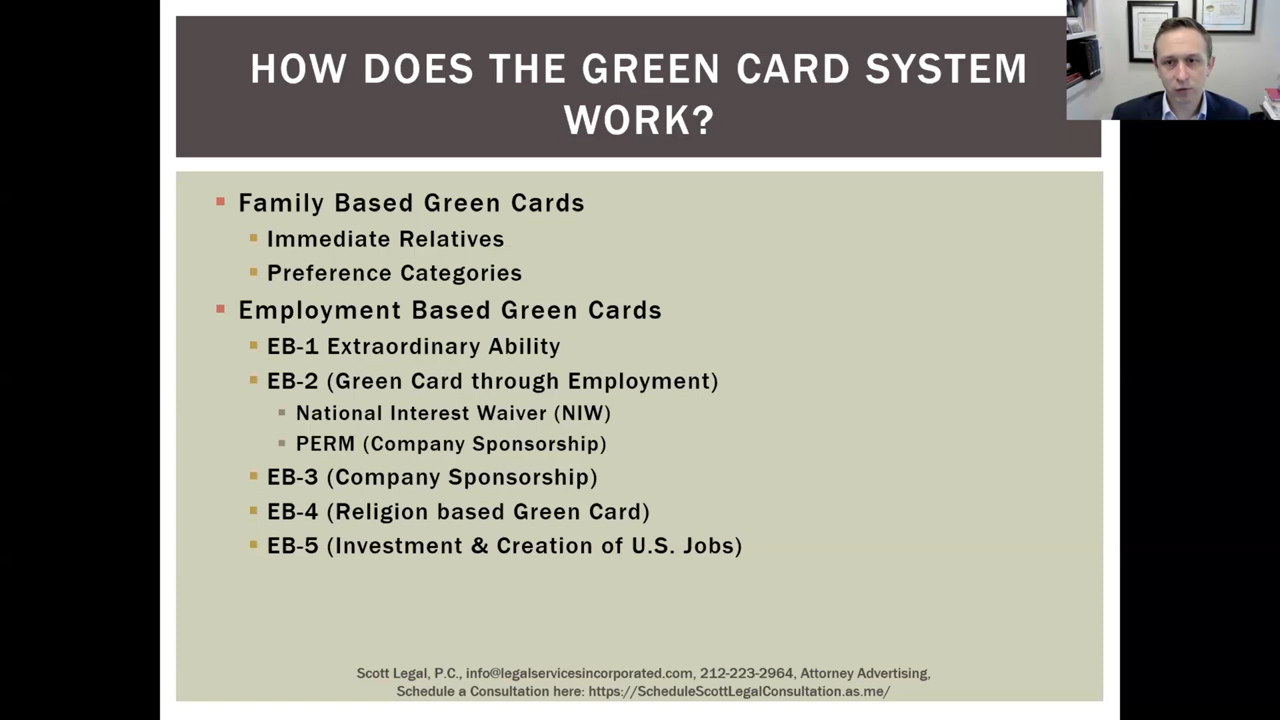 HOW DOES THE GREEN CARD SYSTEM
WORK?
Family Based Green Cards
Immediate Relatives
Preference Categories
Employment Based Green Cards
EB-1 Extraordinary Ability
EB-2 (Green Card through Employment)
National Interest Waiver (NIW)
PERM (Company Sponsorship)
EB-3 (Company Sponsorship)
EB-4 (Religion based Green Card)
EB-5 (Investment & Creation of U.S. Jobs)
Scott Legal, P.C., info@legalservicesincorporated.com, 212-223-2964, Attorney Advertising,
Schedule a Consultation here: https://ScheduleScottLegalConsultation.as.me/